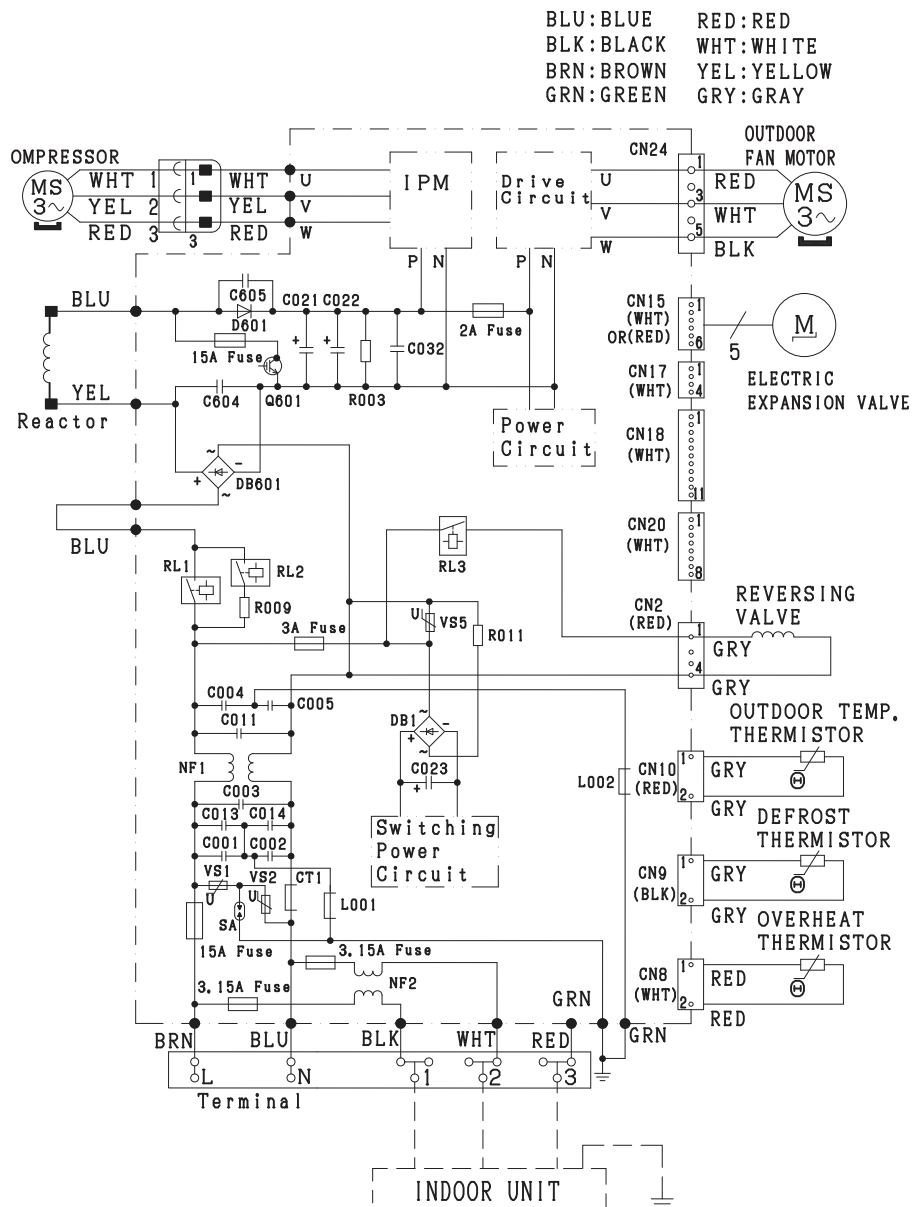 BLU:BLUE RED:RED
BLK:BLACK WHT:WHITE
BRN:BROWN YEL:YELLOW
GRN:GREEN GRY:GRAY
OMPRESSOR
MS
3~
WHT 1 1 WHT U
YEL 2 YEL V
RED 3 3 RED W
IPM
P N
Drive
Circuit
U
V
W
P N
CN24
1
3
5
OUTDOOR
FAN MOTOR
RED
WHT
BLK
MS
3~
BLU
C605
D601
15A Fuse
C021 C022
+ +
R003
C032
2A Fuse
Q601
C604
YEL
Reactor
CN15
(WHT)
OR(RED)
1
6
5
M
ELECTRIC
EXPANSION VALVE
CN17
(WHT)
1
4
Power
Circuit
CN18
(WHT)
1
11
~
+ -
DB601
~
BLU
CN20
(WHT)
1
8
RL1
RL2
R009
RL3
3A Fuse
U
VS5
R011
CN2
(RED)
1
4
REVERSING
VALVE
GRY
GRY
C004
C005
C011
NF1
C003
C013 C014
C001 C002
VS1
U
VS2
U
CT1
SA
L001
15A Fuse
~
DB1
+ -
~
C023
+
Switching
Power
Circuit
L002
OUTDOOR TEMP.
THERMISTOR
CN10
(RED)
1
2
GRY
GRY
Θ
DEFROST
THERMISTOR
CN9
(BLK)
1
2
GRY
GRY
Θ
OVERHEAT
THERMISTOR
CN8
(WHT)
1
2
RED
RED
Θ
3.15A Fuse
3.15A Fuse
NF2
GRN
GRN
BRN BLU BLK WHT RED
L N 1 2 3
Terminal
INDOOR UNIT